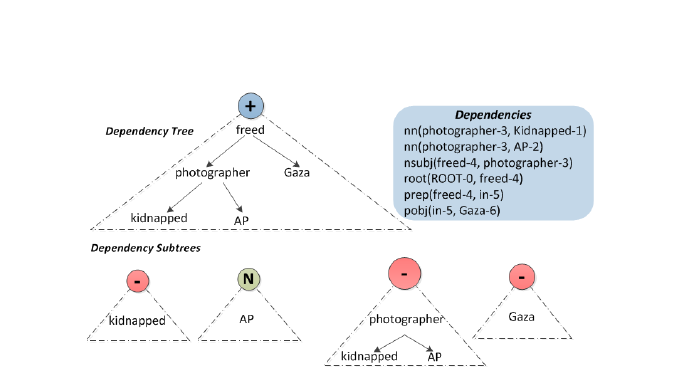 +
Dependency Tree
freed
photographer
Gaza
kidnapped
AP
Dependencies
nn(photographer-3, Kidnapped-1)
nn(photographer-3, AP-2)
nsubj(freed-4, photographer-3)
root(ROOT-0, freed-4)
prep(freed-4, in-5)
pobj(in-5, Gaza-6)
Dependency Subtrees
-
kidnapped
N
AP
-
photographer
kidnapped
AP
-
Gaza